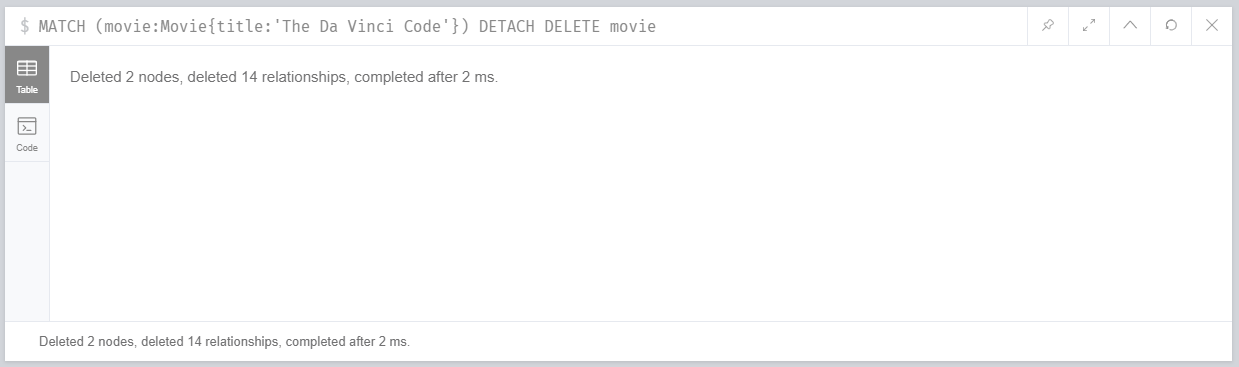 $ MATCH (movie:Movie{title:'The Da Vinci Code'}) DETACH DELETE movie
Table
Deleted 2 nodes, deleted 14 relationships, completed after 2 ms.
Code
Deleted 2 nodes, deleted 14 relationships, completed after 2 ms.